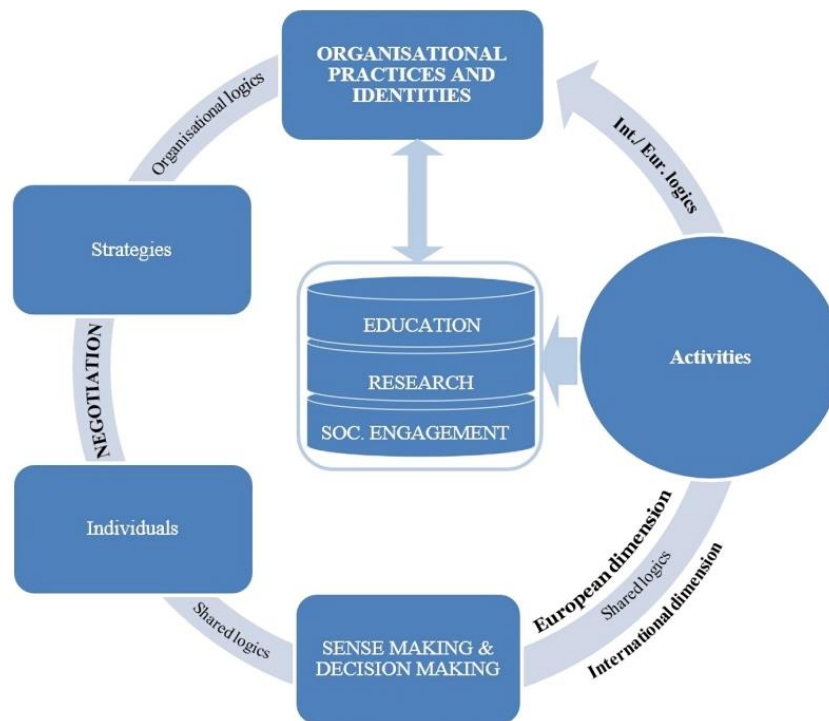 ORGANISATIONAL
PRACTICES AND
IDENTITIES
Organisational logics
Int./ Eur. logics
Strategies
EDUCATION
RESEARCH
SOC. ENGAGEMENT
Activities
NEGOTIATION
Individuals
Shared logics
SENSE MAKING &
DECISION MAKING
European dimension
Shared logics
International dimension